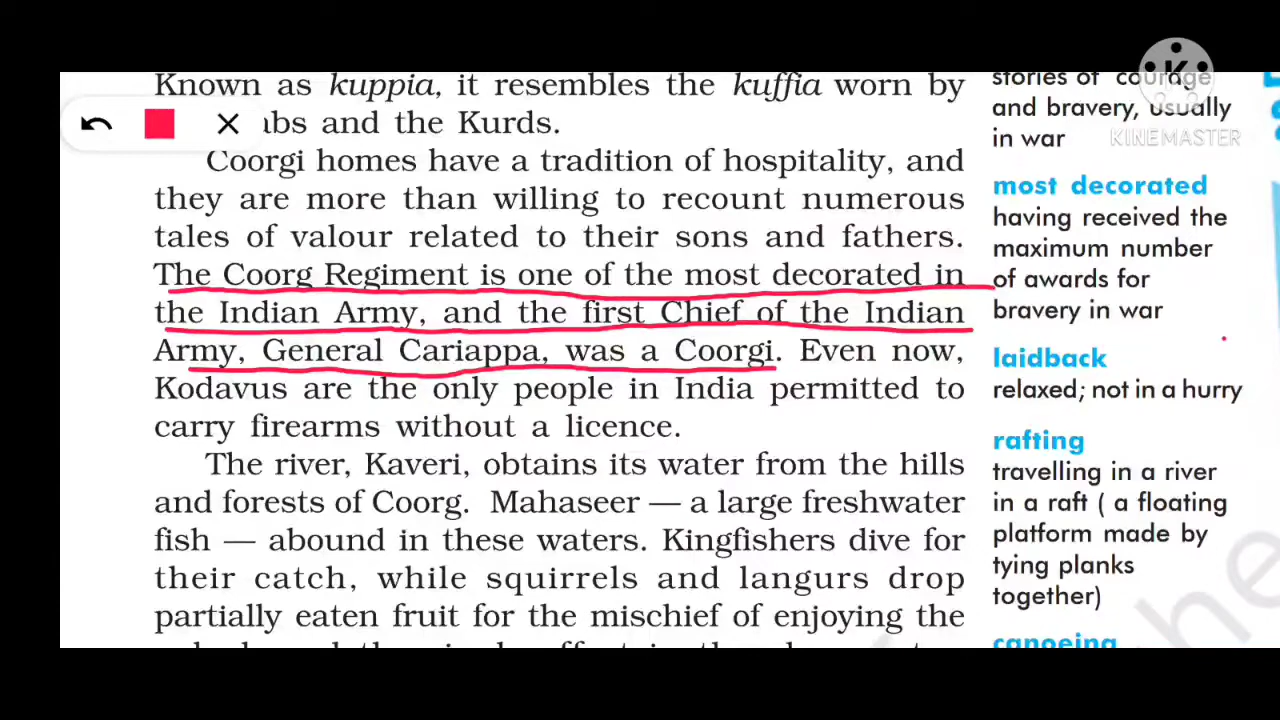 Known as kuppia, it resembles the kuffia worn by
abs and the Kurds.
Coorgi homes have a tradition of hospitality, and
they are more than willing to recount numerous
tales of valour related to their sons and fathers.
The Coorg Regiment is one of the most decorated in
the Indian Army, and the first Chief of the Indian
Army, General Cariappa, was a Coorgi. Even now,
Kodavus are the only people in India permitted to
carry firearms without a licence.
The river, Kaveri, obtains its water from the hills
and forests of Coorg. Mahaseer — a large freshwater
fish — abound in these waters. Kingfishers dive for
their catch, while squirrels and langurs drop
partially eaten fruit for the mischief of enjoying the
stories of courage
and bravery, usually
in war
most decorated
having received the
maximum number
of awards for
bravery in war
laidback
relaxed; not in a hurry
rafting
travelling in a river
in a raft ( a floating
platform made by
tying planks
together)
canoeing
K
KINEMASTER
he